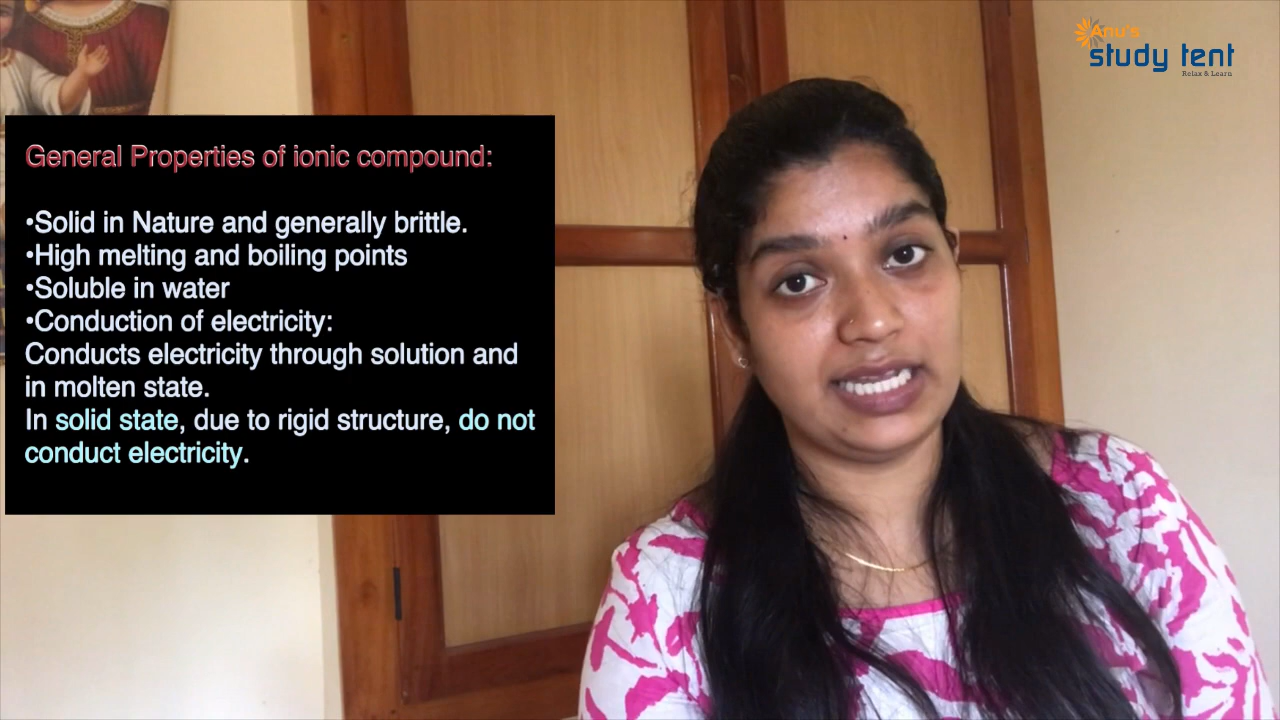 Anu's
study tent
Relax & Learn
General Properties of ionic compound:
•Solid in Nature and generally brittle.
•High melting and boiling points
•Soluble in water
•Conduction of electricity:
Conducts electricity through solution and
in molten state.
In solid state, due to rigid structure, do not
conduct electricity.